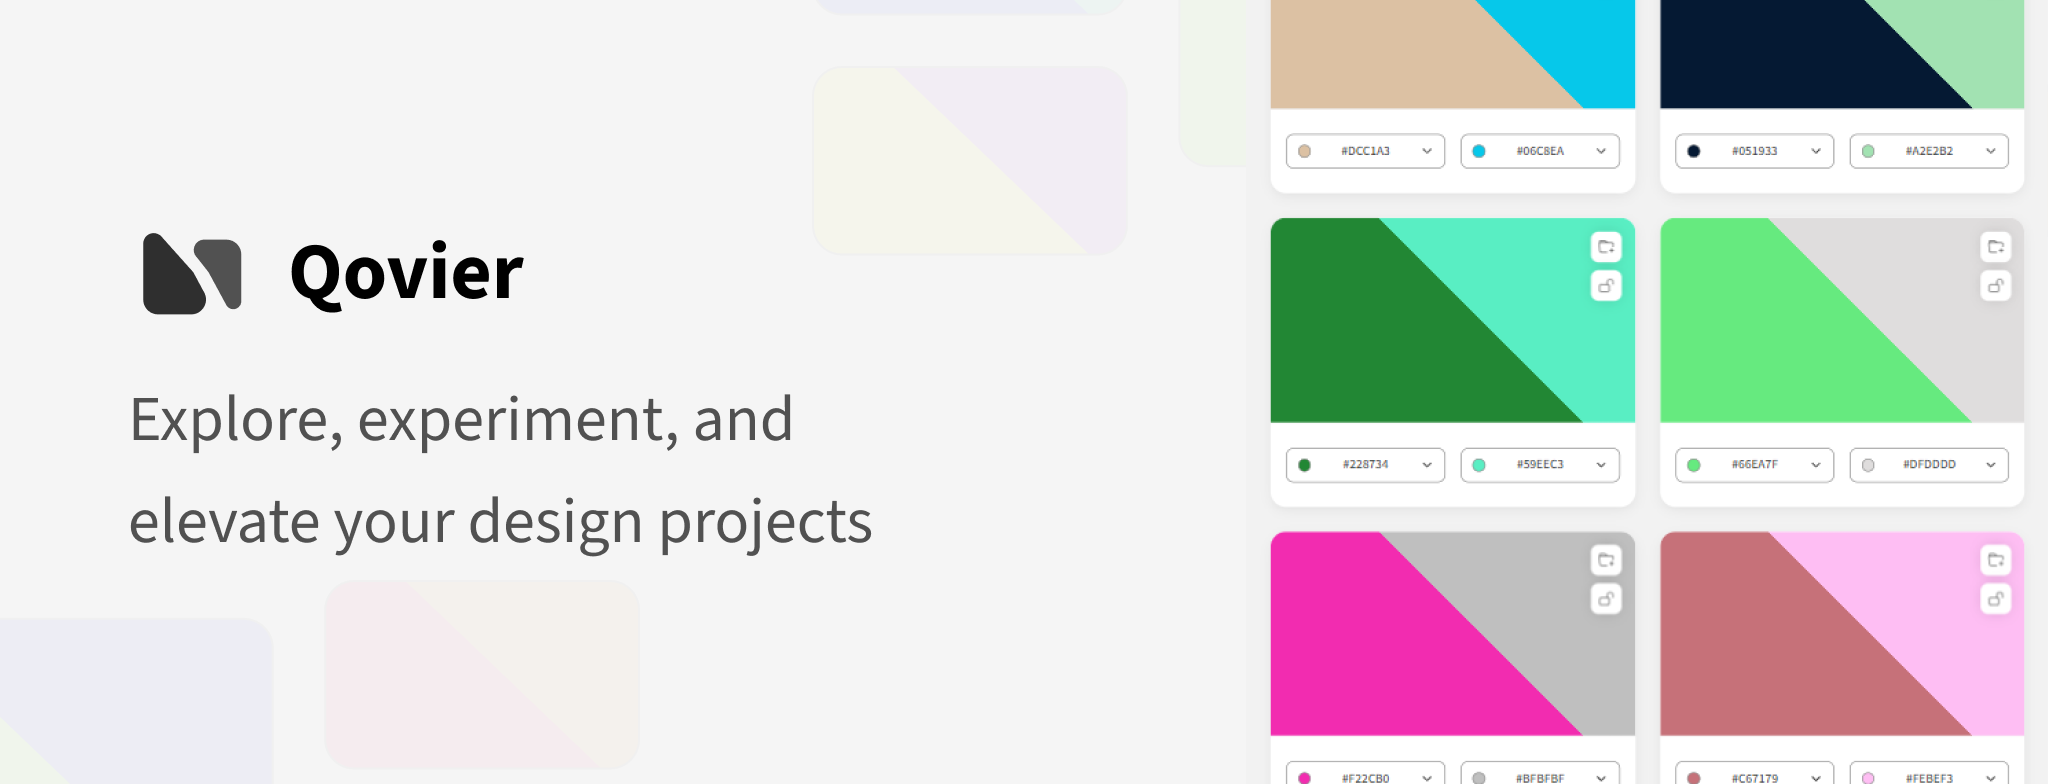 Qovier
Explore, experiment, and
elevate your design projects
#DCC1A3
#06C8EA
#051933
#A2E2B2
#228734
#59EEC3
#66EA7F
#DFDDDD
#F22CB0
#BFBFBF
#C67179
#FEBEF3